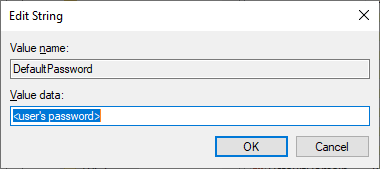 Edit String
Value name:
DefaultPassword
Value data:
<user's password>
OK Cancel